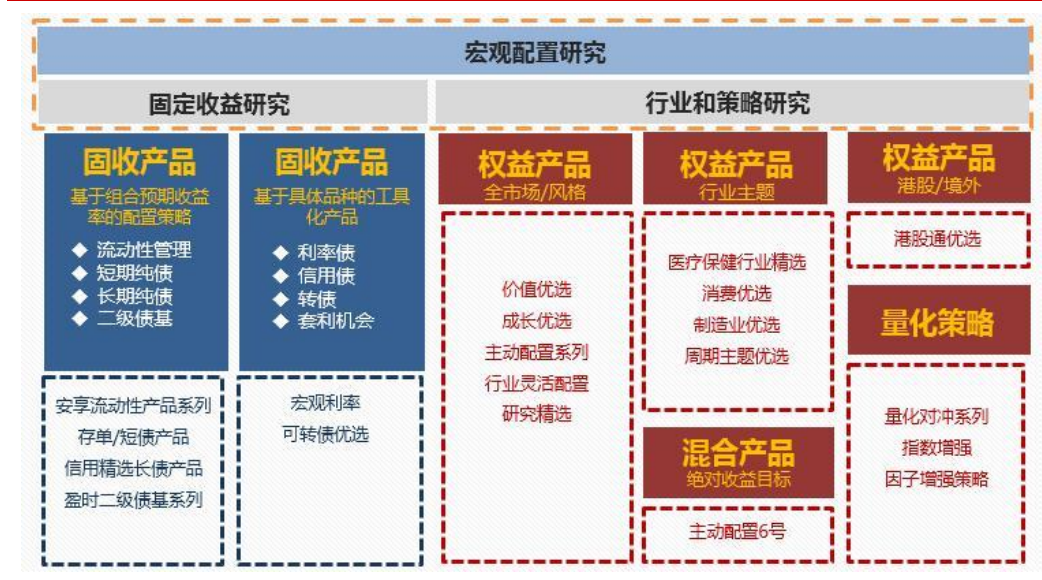 宏观配置研究
固定收益研究
行业和策略研究
固收产品
基于组合预期收益
率的配置策略
◆ 流动性管理
◆ 短期纯债
◆ 长期纯债
◆ 二级债基
安享流动性产品系列
存单/短债产品
信用精选长债产品
盈时二级债基系列
固收产品
基于具体品种的工具
化产品
◆ 利率债
◆ 信用债
◆ 转债
◆ 套利机会
宏观利率
可转债优选
权益产品
全市场/风格
价值优选
成长优选
主动配置系列
行业灵活配置
研究精选
权益产品
行业主题
医疗保健行业精选
消费优选
制造业优选
周期主题优选
混合产品
绝对收益目标
主动配置6号
权益产品
港股/境外
港股通优选
量化策略
量化对冲系列
指数增强
因子增强策略